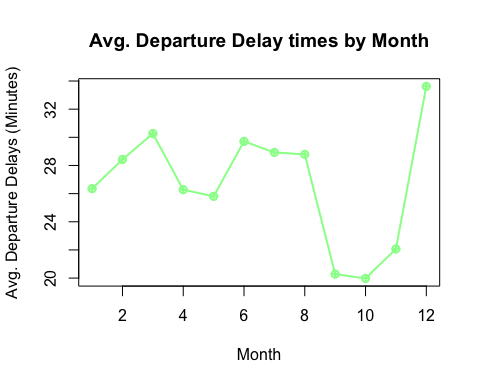 Avg. Departure Delay times by Month
Avg. Departure Delays (Minutes)
32
28
24
20
2 4 6 8 10 12
Month